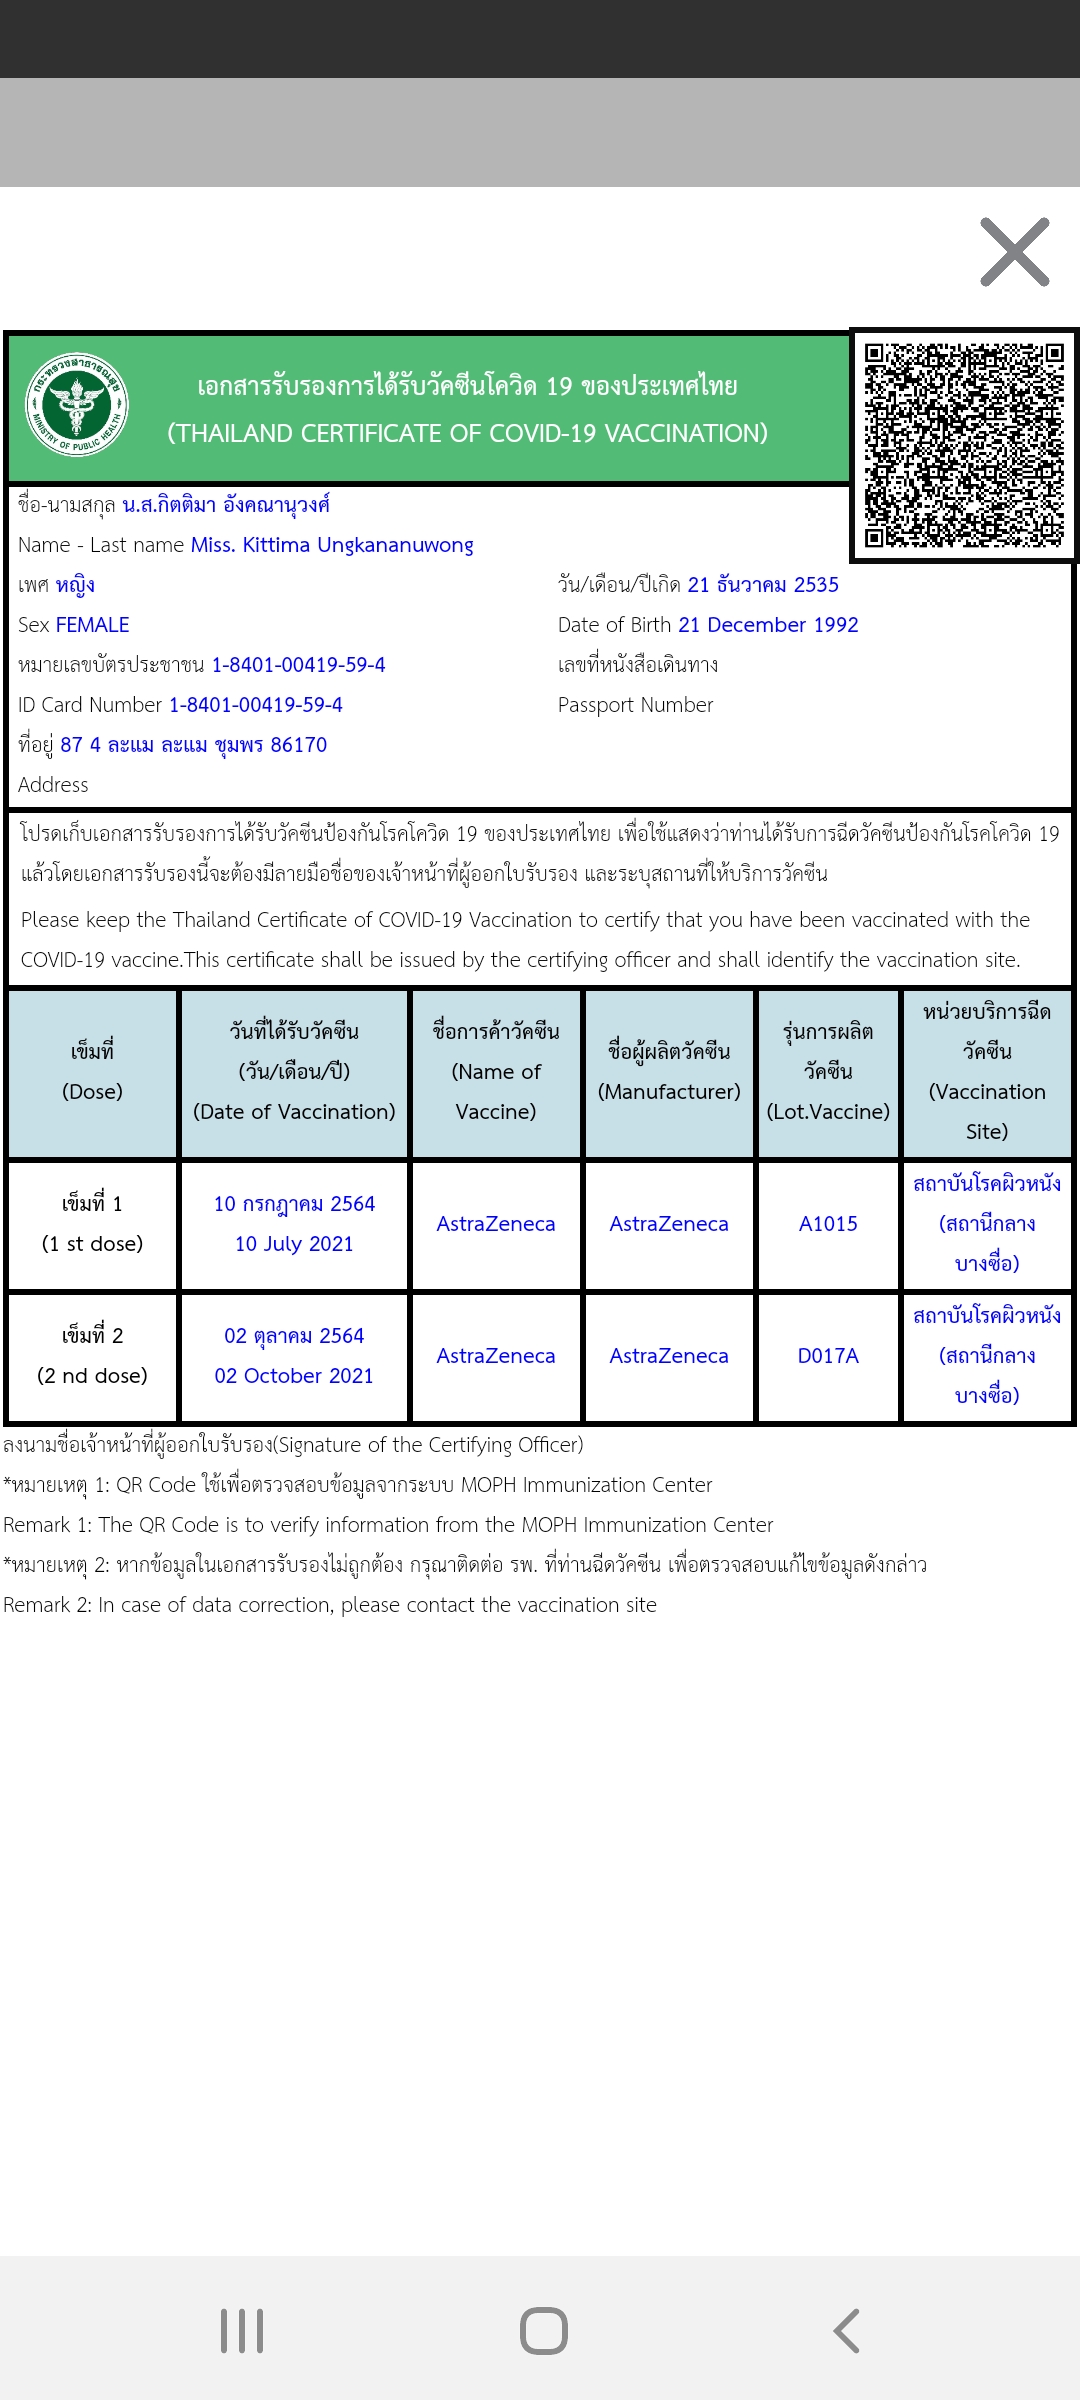 กระทรวงสาธารณสุข
MINISTRY OF PUBLIC HEALTH
เอกสารรับรองการได้รับวัคซีนโควิด 19 ของประเทศไทย
(THAILAND CERTIFICATE OF COVID-19 VACCINATION)
ชื่อ-นามสกุล น.ส.กิตติมา อังคณานุวงศ์
Name - Last name Miss. Kittima Ungkananuwong
เพศ หญิง
วัน/เดือน/ปีเกิด 21 ธันวาคม 2535
Sex FEMALE
Date of Birth 21 December 1992
หมายเลขบัตรประชาชน 1-8401-00419-59-4
เลขที่หนังสือเดินทาง
ID Card Number 1-8401-00419-59-4
Passport Number
ที่อยู่ 87 4 ละแม ละแม ชุมพร 86170
Address
โปรดเก็บเอกสารรับรองการได้รับวัคซีนป้องกันโรคโควิด 19 ของประเทศไทย เพื่อใช้แสดงว่าท่านได้รับการฉีดวัคซีนป้องกันโรคโควิด 19
แล้วโดยเอกสารรับรองนี้จะต้องมีลายมือชื่อของเจ้าหน้าที่ผู้ออกใบรับรอง และระบุสถานที่ให้บริการวัคซีน
Please keep the Thailand Certificate of COVID-19 Vaccination to certify that you have been vaccinated with the
COVID-19 vaccine.This certificate shall be issued by the certifying officer and shall identify the vaccination site.
เข็มที่
(Dose)
วันที่ได้รับวัคซีน
(วัน/เดือน/ปี)
(Date of Vaccination)
ชื่อการค้าวัคซีน
(Name of
Vaccine)
ชื่อผู้ผลิตวัคซีน
(Manufacturer)
รุ่นการผลิต
วัคซีน
(Lot.Vaccine)
หน่วยบริการฉีด
วัคซีน
(Vaccination
Site)
เข็มที่ 1
(1 st dose)
10 กรกฎาคม 2564
10 July 2021
AstraZeneca
AstraZeneca
A1015
สถาบันโรคผิวหนัง
(สถานีกลาง
บางซื่อ)
เข็มที่ 2
(2 nd dose)
02 ตุลาคม 2564
02 October 2021
AstraZeneca
AstraZeneca
D017A
สถาบันโรคผิวหนัง
(สถานีกลาง
บางซื่อ)
ลงนามชื่อเจ้าหน้าที่ผู้ออกใบรับรอง(Signature of the Certifying Officer)
*หมายเหตุ 1: QR Code ใช้เพื่อตรวจสอบข้อมูลจากระบบ MOPH Immunization Center
Remark 1: The QR Code is to verify information from the MOPH Immunization Center
*หมายเหตุ 2: หากข้อมูลในเอกสารรับรองไม่ถูกต้อง กรุณาติดต่อ รพ. ที่ท่านฉีดวัคซีน เพื่อตรวจสอบแก้ไขข้อมูลดังกล่าว
Remark 2: In case of data correction, please contact the vaccination site